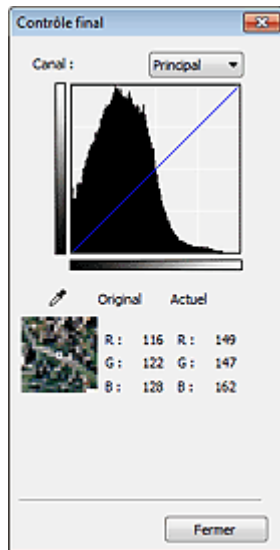 Contrôle final
Canal : Principal
Original Actuel
R : 116 R : 149
G : 122 G : 147
B : 128 B : 162
Fermer